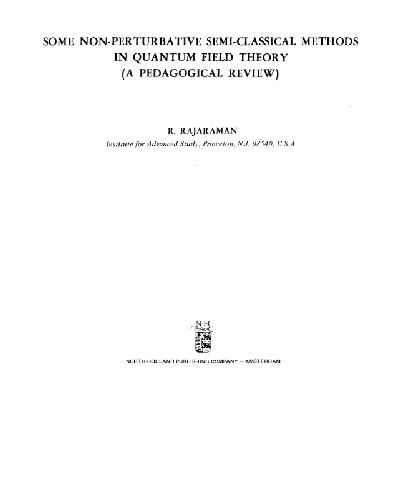 SOME NON-PERTURBATIVE SEMI-CLASSICAL METHODS
IN QUANTUM FIELD THEORY
(A PEDAGOGICAL REVIEW)
R. RAJARAMAN
Institute for Advanced Study, Princeton, N.J. 08540, U.S.A
N H
NORTH-HOLLAND PUBLISHING COMPANY – AMSTERDAM